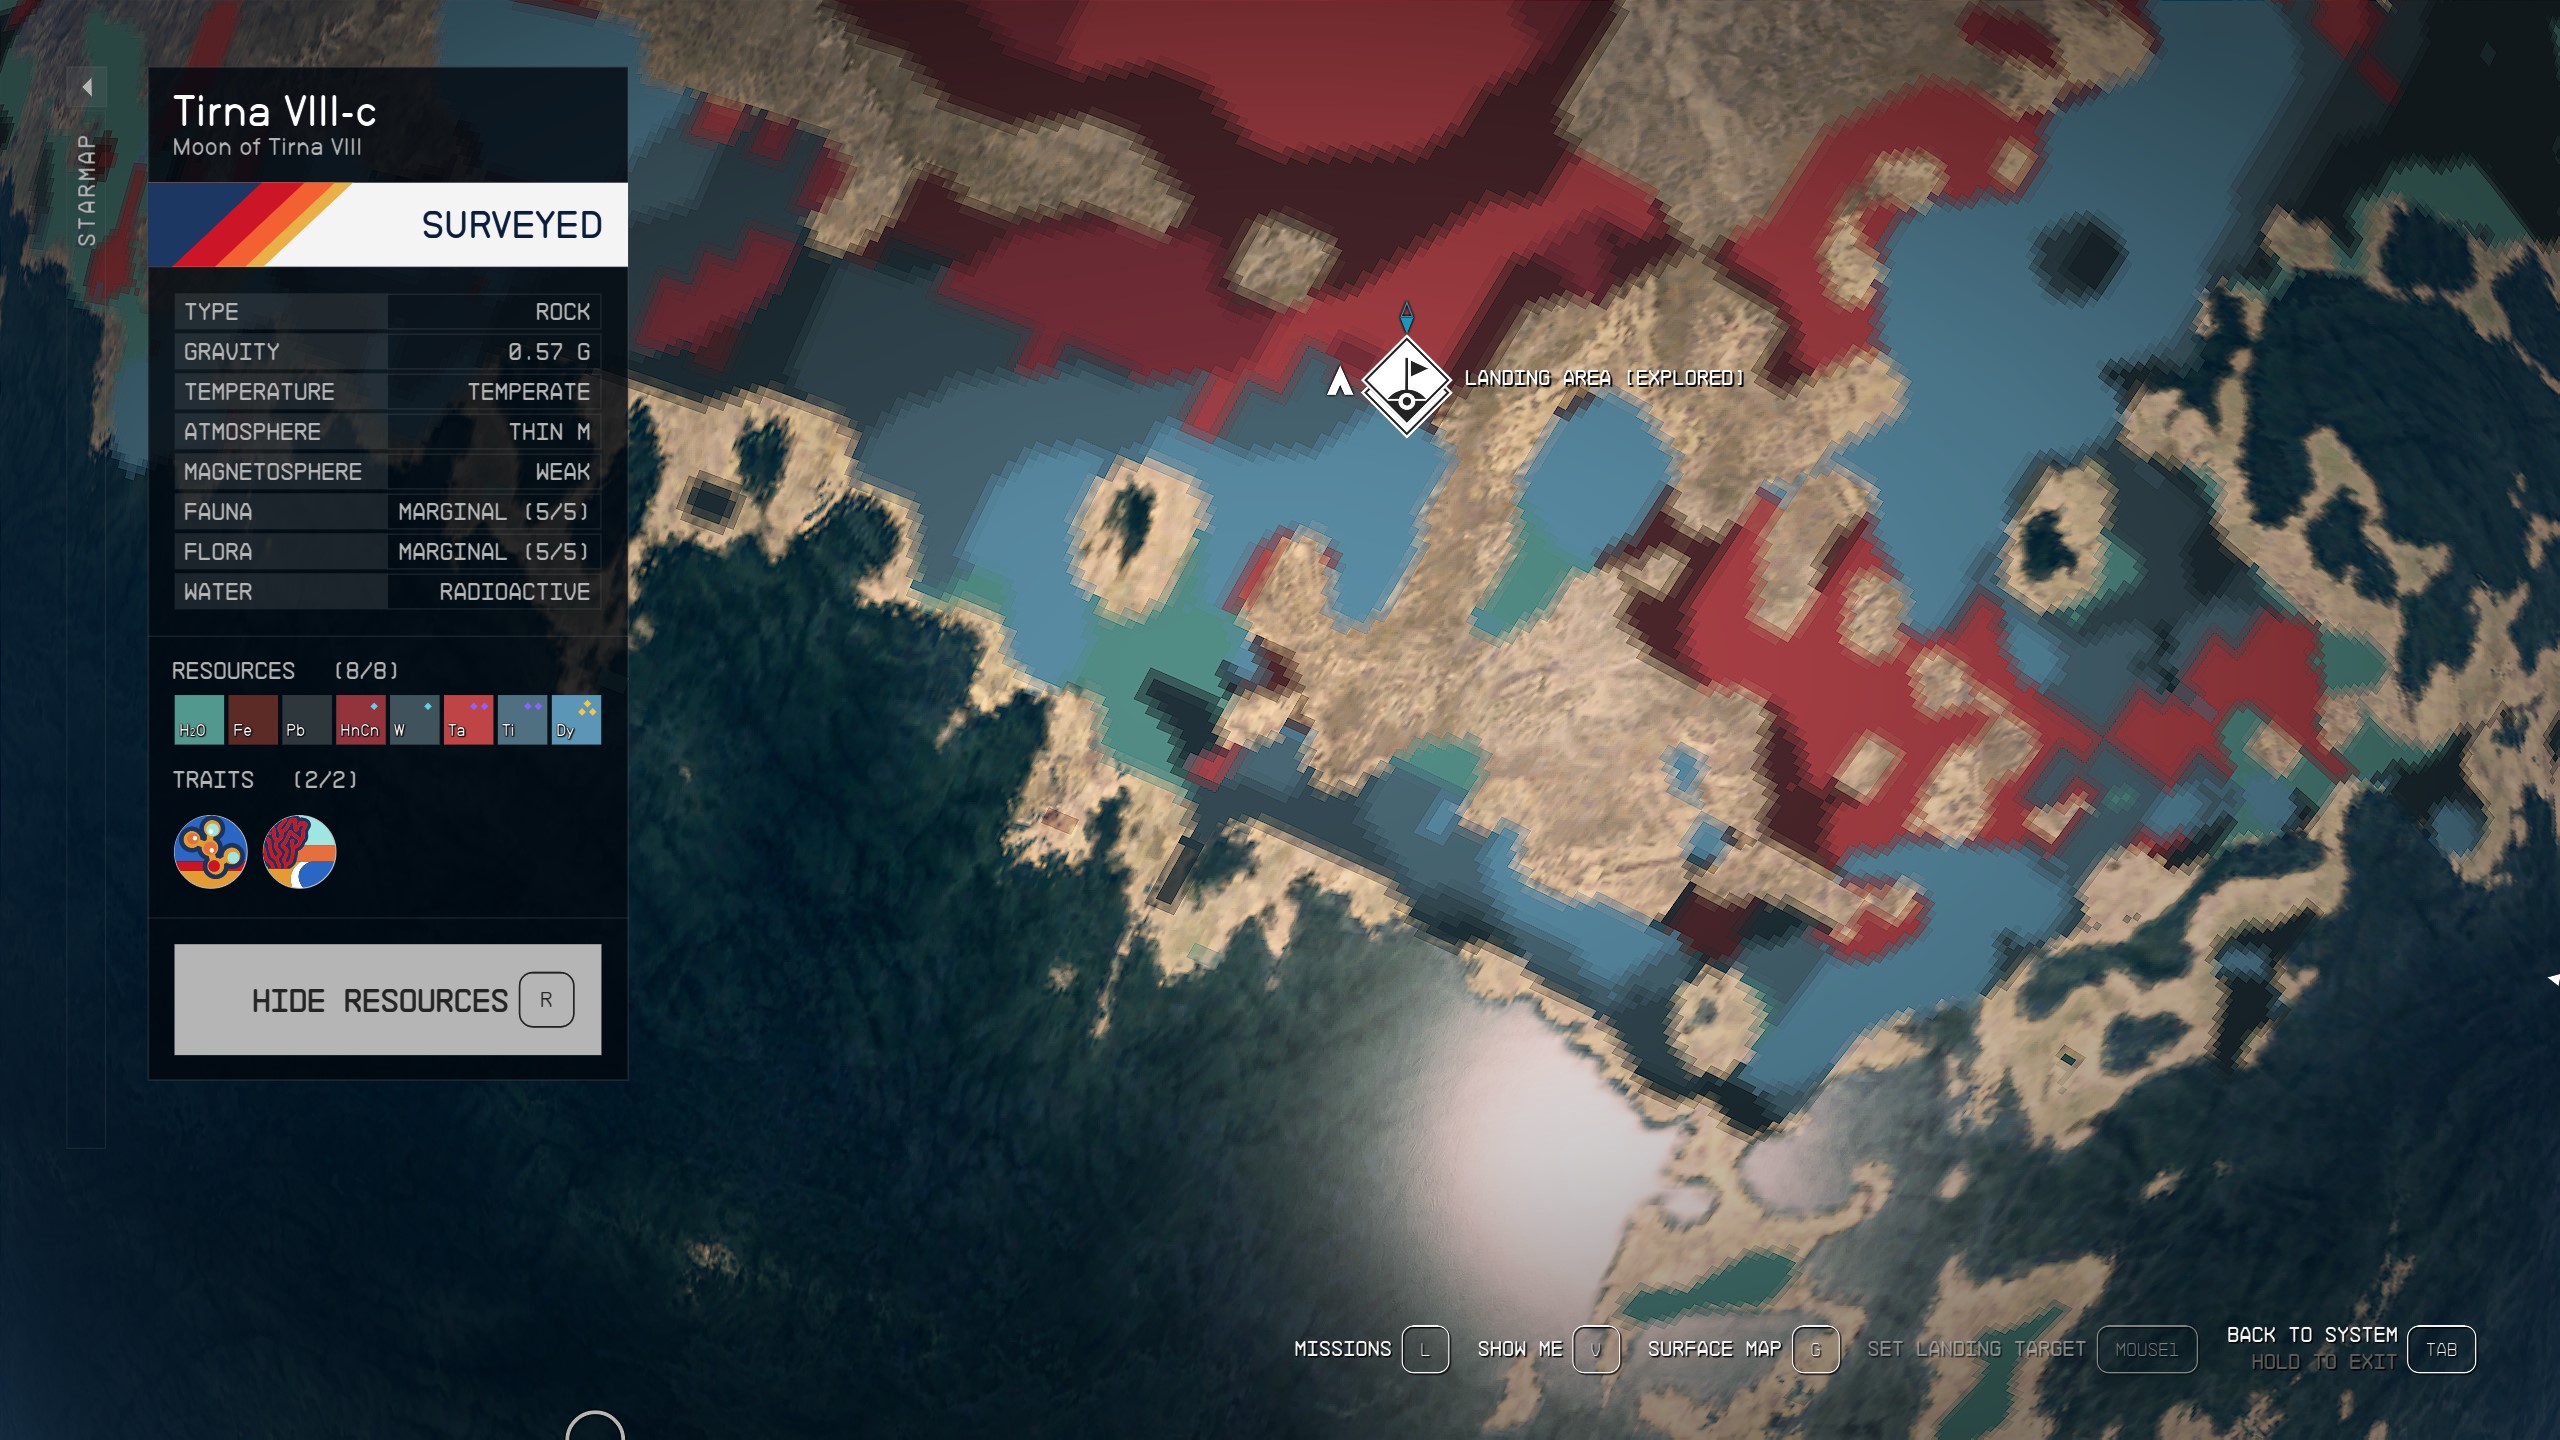 STARMAP
Tirna VIII-c
Moon of Tirna VIII
SURVEYED
TYPE ROCK
GRAVITY 0.57 G
TEMPERATURE TEMPERATE
ATMOSPHERE THIN M
MAGNETOSPHERE WEAK
FAUNA MARGINAL (5/5)
FLORA MARGINAL (5/5)
WATER RADIOACTIVE
RESOURCES (8/8)
H₂O Fe Pb HnCn W Ta Ti Dy
TRAITS (2/2)
HIDE RESOURCES R
LANDING AREA [EXPLORED]
MISSIONS L SHOW ME V SURFACE MAP G SET LANDING TARGET MOUSE1 BACK TO SYSTEM TAB
HOLD TO EXIT